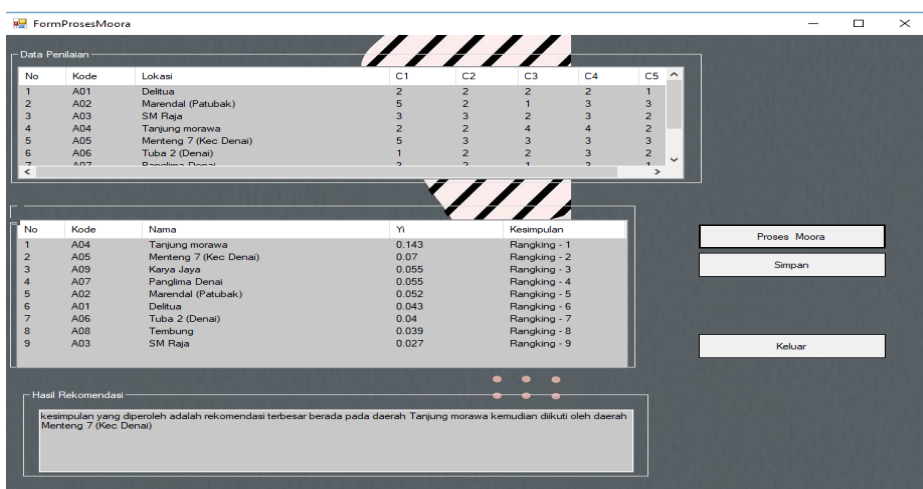 FormProsesMoora
Data Penilaian
No Kode Lokasi C1 C2 C3 C4 C5
1 A01 Delitua 2 2 2 2 1
2 A02 Marendal (Patubak) 5 2 1 3 3
3 A03 SM Raja 3 3 2 3 2
4 A04 Tanjung morawa 2 2 4 4 2
5 A05 Menteng 7 (Kec Denai) 5 3 3 3 3
6 A06 Tuba 2 (Denai) 1 2 2 3 2
7 A07 Panglima Denai
No Kode Nama Yi Kesimpulan
1 A04 Tanjung morawa 0.143 Rangking - 1
2 A05 Menteng 7 (Kec Denai) 0.07 Rangking - 2
3 A09 Karya Jaya 0.055 Rangking - 3
4 A07 Panglima Denai 0.055 Rangking - 4
5 A02 Marendal (Patubak) 0.052 Rangking - 5
6 A01 Delitua 0.043 Rangking - 6
7 A06 Tuba 2 (Denai) 0.04 Rangking - 7
8 A08 Tembung 0.039 Rangking - 8
9 A03 SM Raja 0.027 Rangking - 9
Proses Moora
Simpan
Keluar
Hasil Rekomendasi
kesimpulan yang diperoleh adalah rekomendasi terbesar berada pada daerah Tanjung morawa kemudian diikuti oleh daerah
Menteng 7 (Kec Denai)